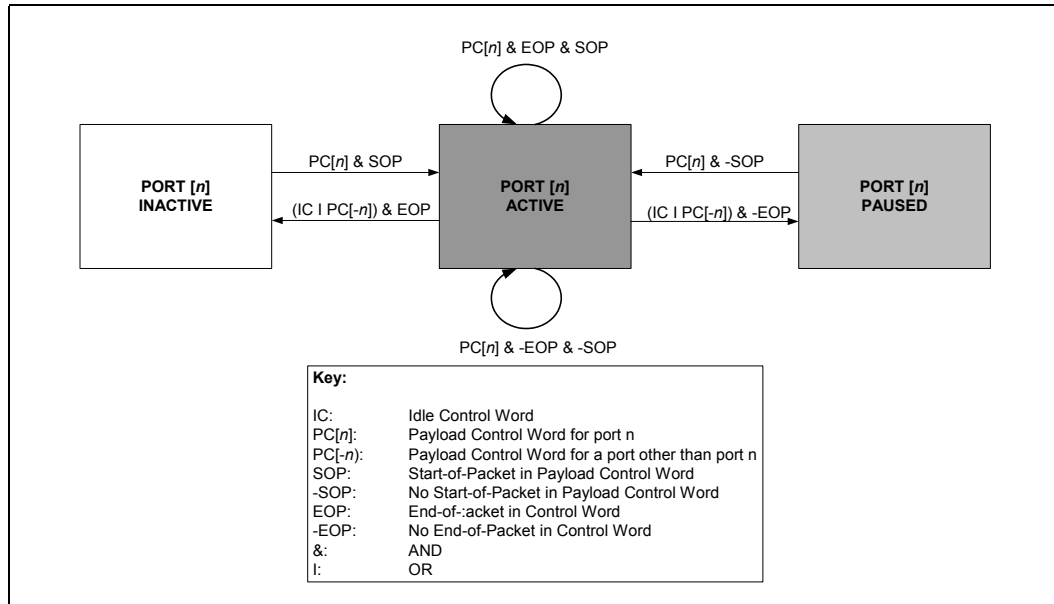 PC[n] & EOP & SOP
PORT [n]
INACTIVE
PC[n] & SOP
(IC I PC[-n]) & EOP
PORT [n]
ACTIVE
PC[n] & -SOP
(IC I PC[-n]) & -EOP
PORT [n]
PAUSED
PC[n] & -EOP & -SOP
Key:
IC: Idle Control Word
PC[n]: Payload Control Word for port n
PC[-n): Payload Control Word for a port other than port n
SOP: Start-of-Packet in Payload Control Word
-SOP: No Start-of-Packet in Payload Control Word
EOP: End-of-:acket in Control Word
-EOP: No End-of-Packet in Control Word
&: AND
I: OR